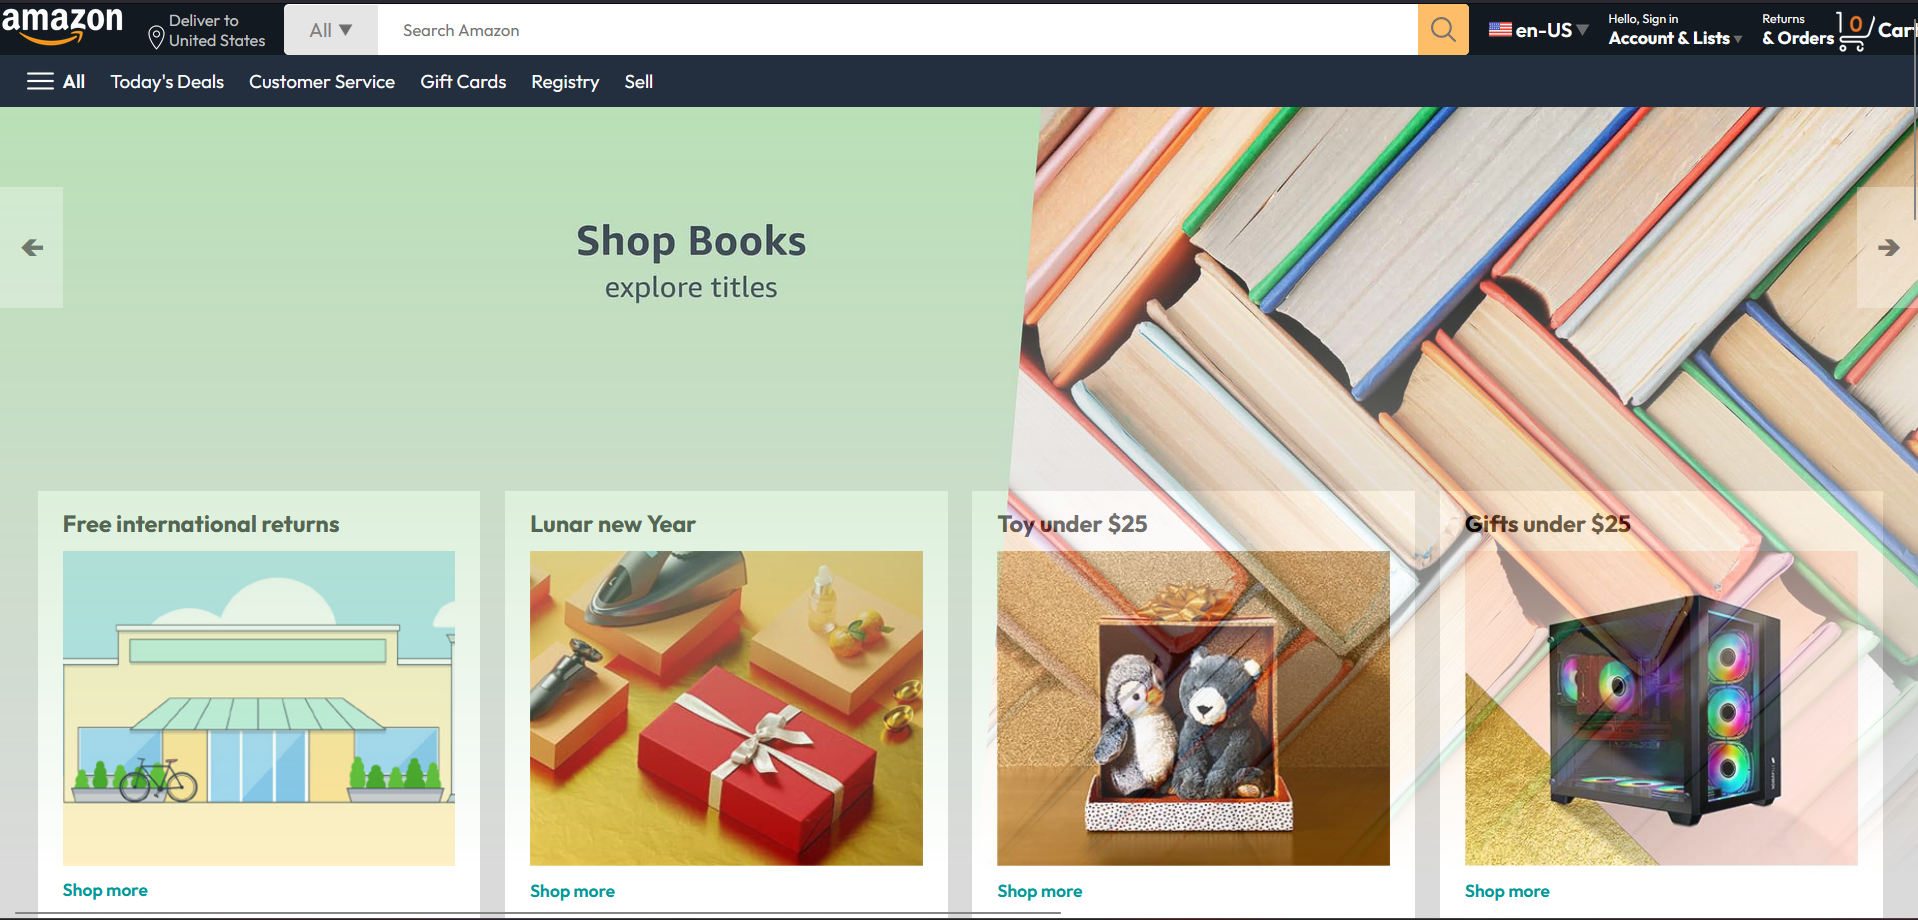 amazon
Deliver to
United States
All ▼
Search Amazon
en-US
Hello, Sign in
Account & Lists
Returns
& Orders
0
Cart
All
Today's Deals
Customer Service
Gift Cards
Registry
Sell
Shop Books
explore titles
Free international returns
Lunar new Year
Toy under $25
Gifts under $25
Shop more
Shop more
Shop more
Shop more